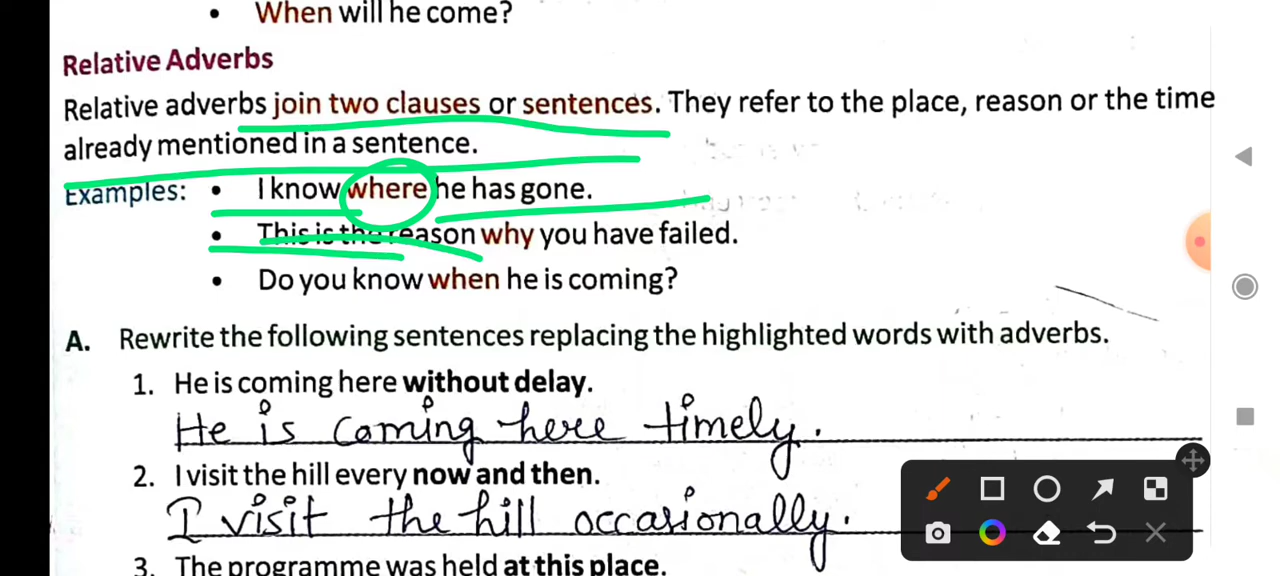 • When will he come?
Relative Adverbs
Relative adverbs join two clauses or sentences. They refer to the place, reason or the time
already mentioned in a sentence.
Examples: • I know where he has gone.
• This is the reason why you have failed.
• Do you know when he is coming?
A. Rewrite the following sentences replacing the highlighted words with adverbs.
1. He is coming here without delay.
He is coming here timely.
2. I visit the hill every now and then.
I visit the hill occasionally.
3. The programme was held at this place.